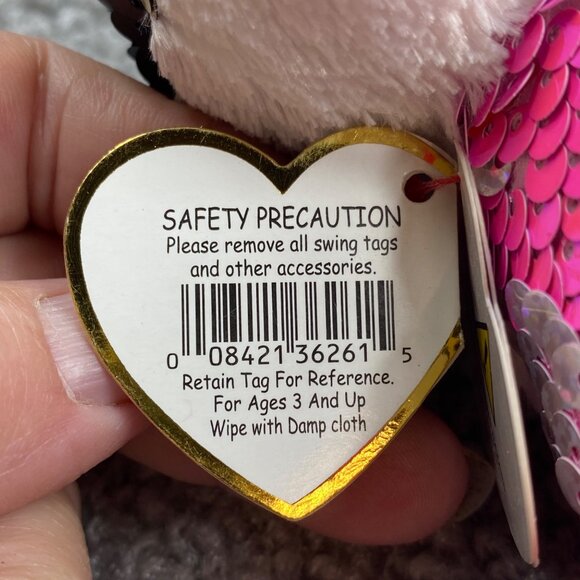 SAFETY PRECAUTION
Please remove all swing tags
and other accessories.
0 08421 36261 5
Retain Tag For Reference.
For Ages 3 And Up
Wipe with Damp cloth